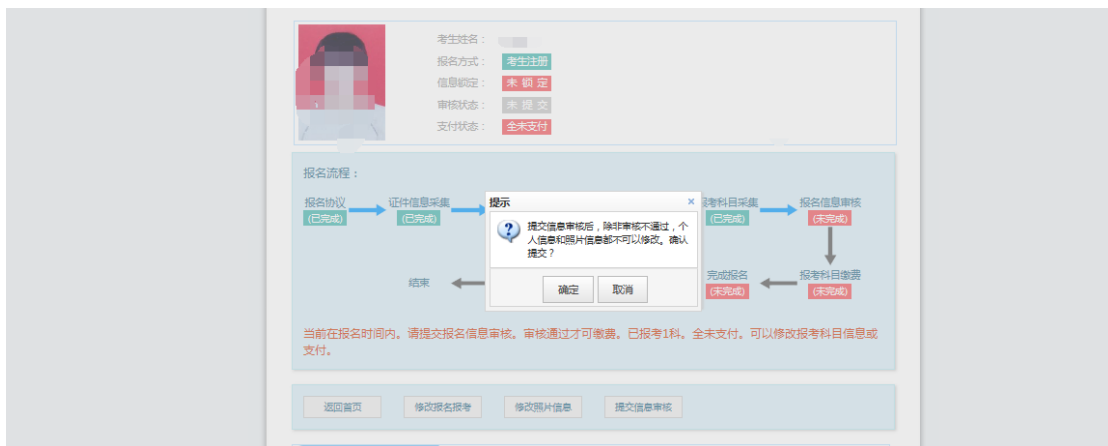 考生姓名：
报名方式： 考生注册
信息锁定： 未 锁 定
审核状态： 未 提 交
支付状态： 全未支付
报名流程：
报名协议 证件信息采集 报考科目采集 报名信息审核
(已完成) (已完成) (已完成) (未完成)
提示 ×
提交信息审核后，除非审核不通过，个
人信息和照片信息都不可以修改。确认
提交？
确定 取消
结束 完成报名 报考科目缴费
(未完成) (未完成)
当前在报名时间内。请提交报名信息审核。审核通过才可缴费。已报考1科。全未支付。可以修改报考科目信息或
支付。
返回首页 修改报名报考 修改照片信息 提交信息审核